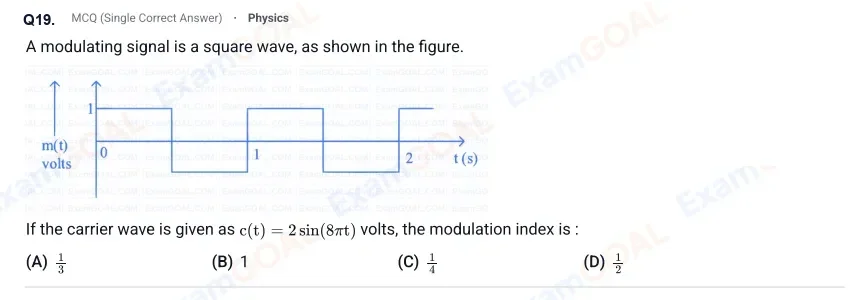 Q19. MCQ (Single Correct Answer) · Physics
A modulating signal is a square wave, as shown in the figure.
1
m(t)
volts
0
1
2
t (s)
If the carrier wave is given as c(t) = 2 sin(8πt) volts, the modulation index is :
(A) 1/3 (B) 1 (C) 1/4 (D) 1/2
ExamGOAL